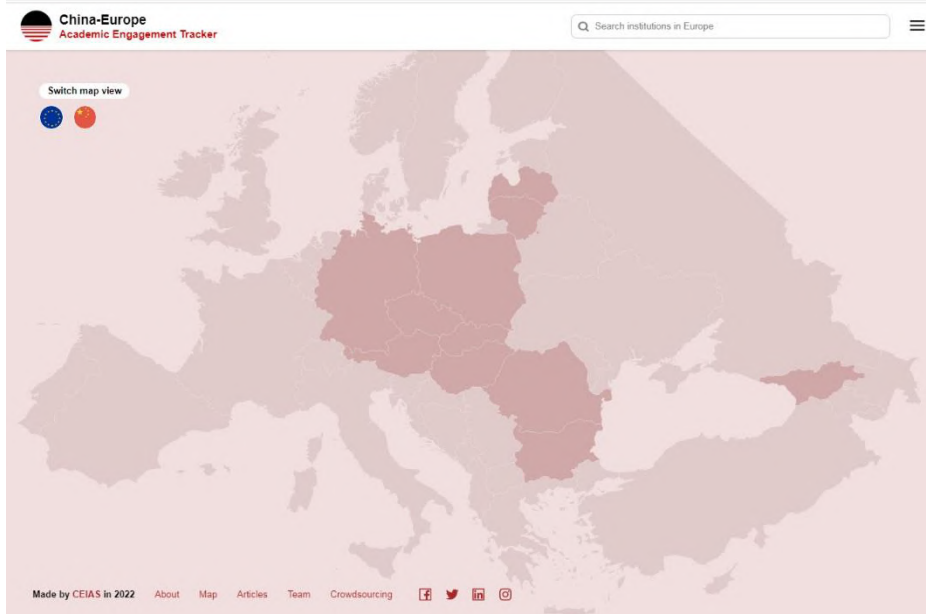 China-Europe
Academic Engagement Tracker
Search institutions in Europe
Switch map view
Made by CEIAS in 2022 About Map Articles Team Crowdsourcing